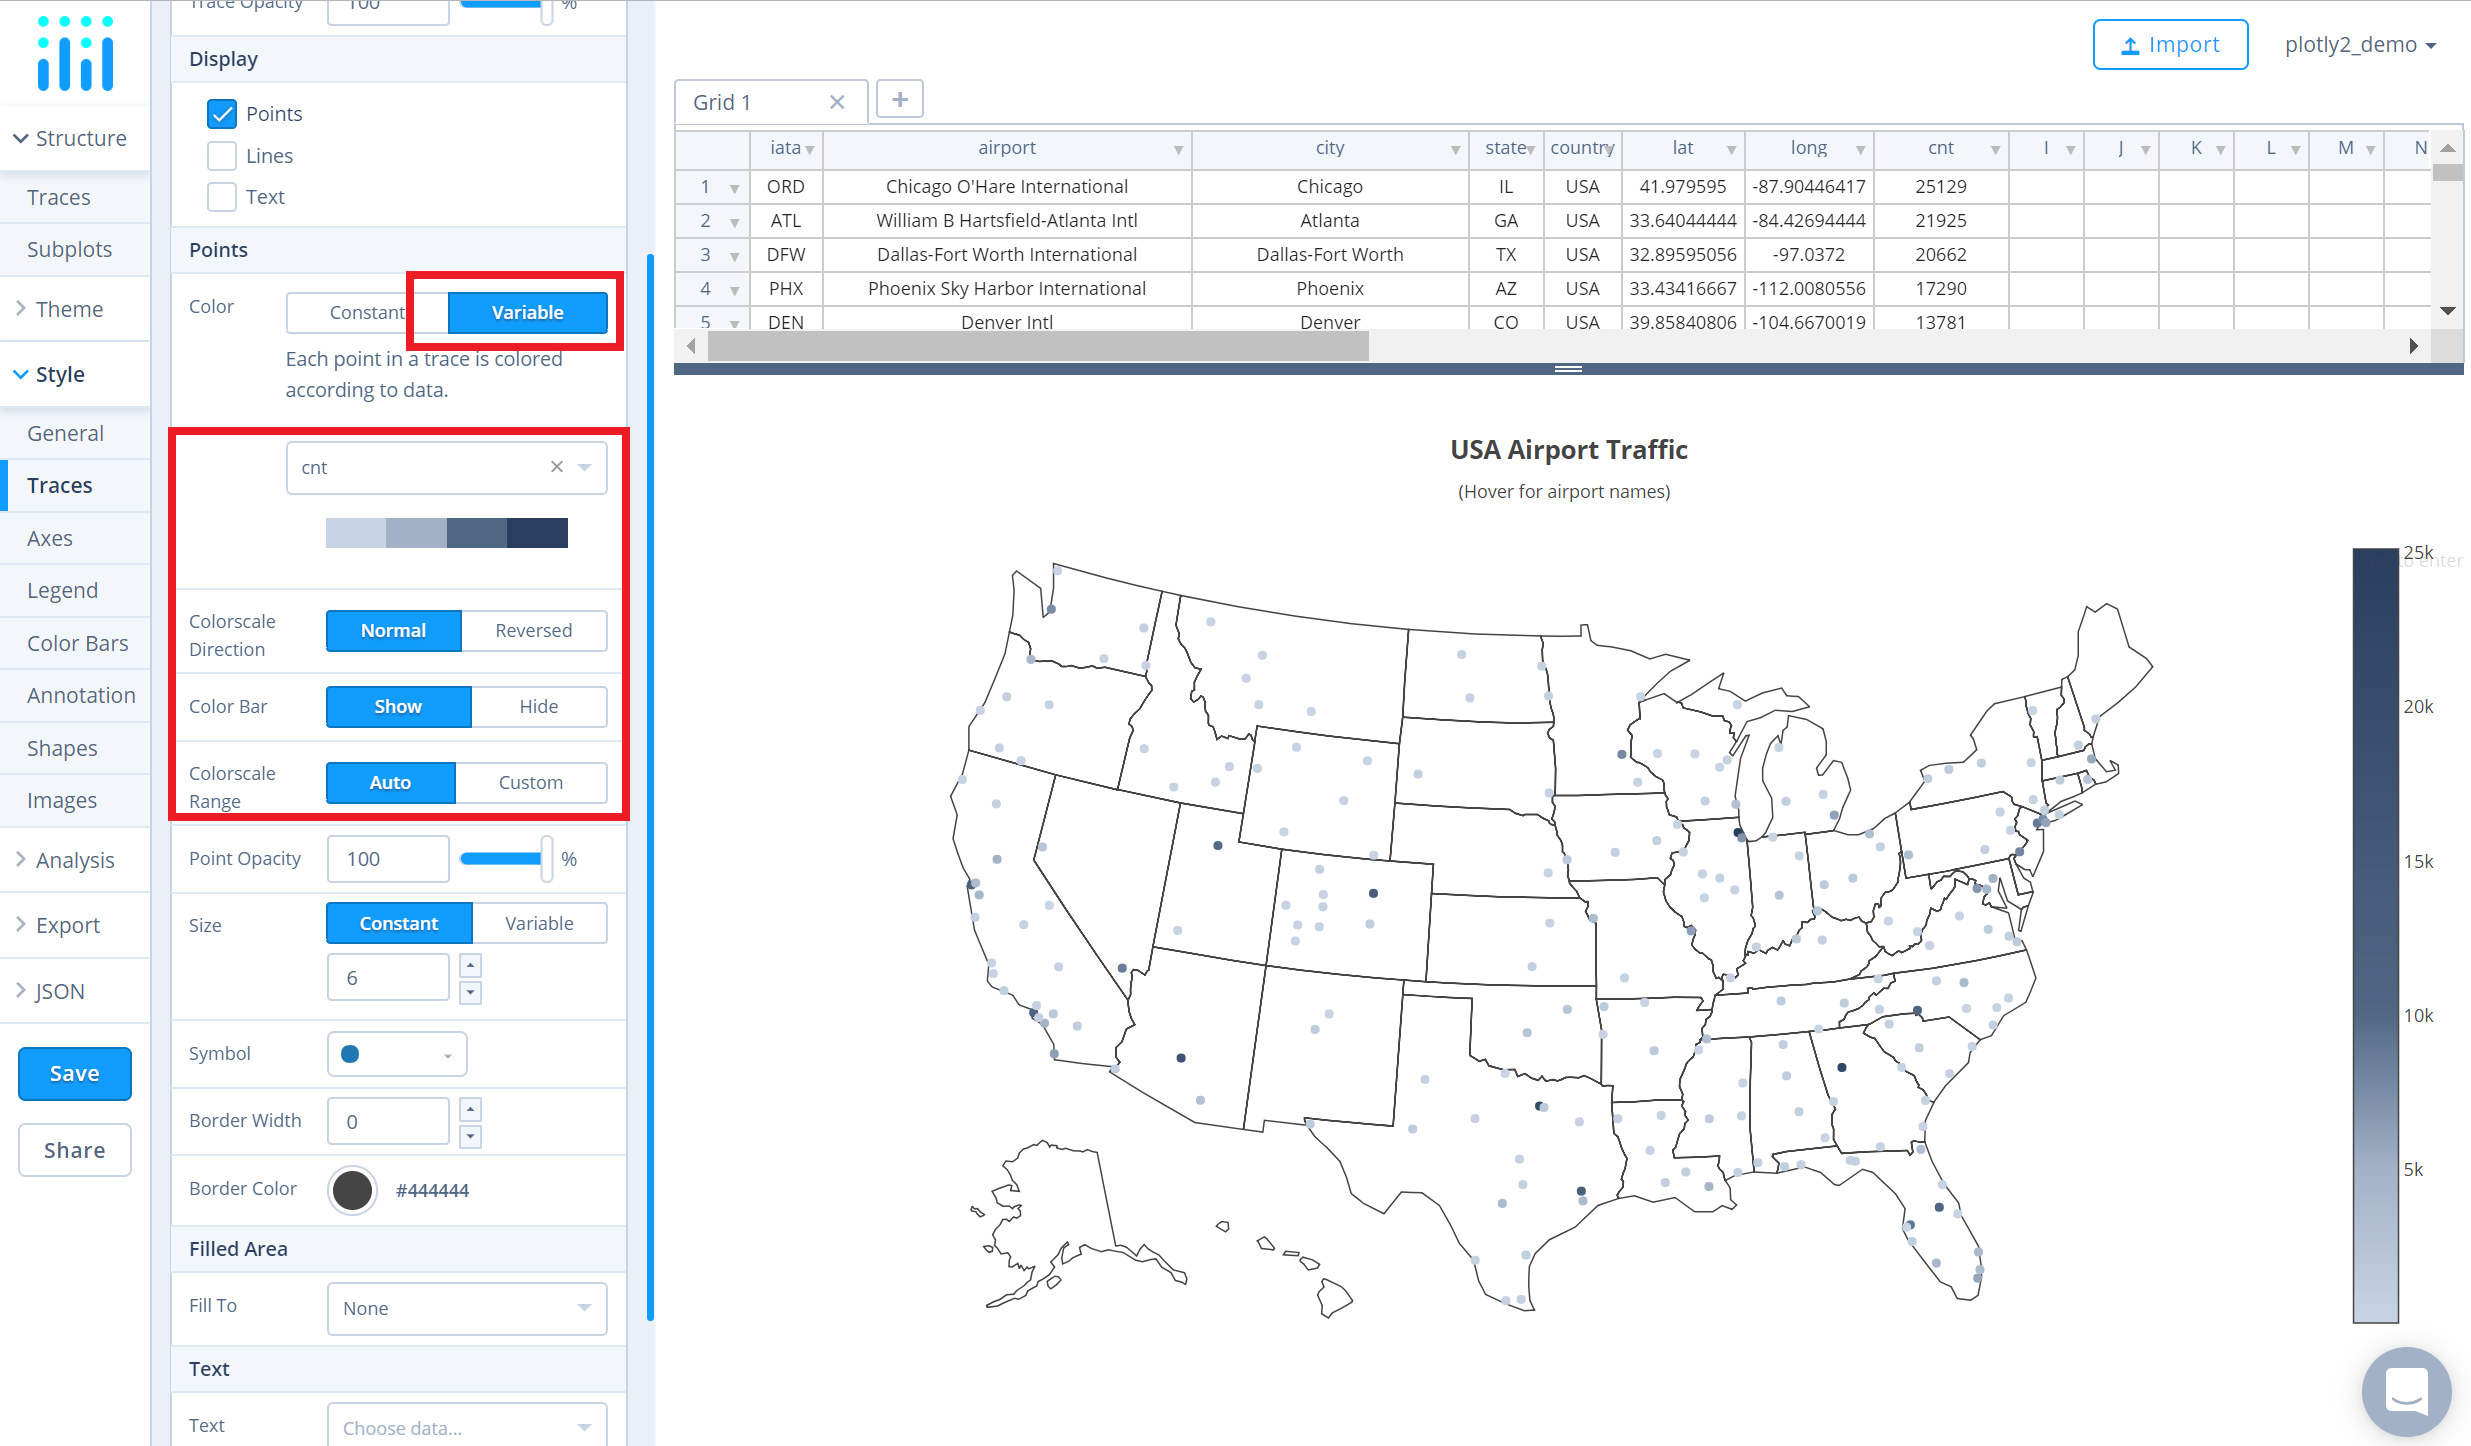 Trace Opacity 100 %
Display
Points
Lines
Text
Points
Color Constant Variable
Each point in a trace is colored
according to data.
cnt
Colorscale
Direction
Normal Reversed
Color Bar Show Hide
Colorscale
Range
Auto Custom
Point Opacity 100 %
Size Constant Variable
6
Symbol
Border Width 0
Border Color #444444
Filled Area
Fill To None
Text
Text Choose data...
Structure
Traces
Subplots
Theme
Style
General
Traces
Axes
Legend
Color Bars
Annotation
Shapes
Images
Analysis
Export
JSON
Save
Share
Import plotly2_demo
Grid 1 +
iata airport city state country lat long cnt I J K L M N
1 ORD Chicago O'Hare International Chicago IL USA 41.979595 -87.90446417 25129
2 ATL William B Hartsfield-Atlanta Intl Atlanta GA USA 33.64044444 -84.42694444 21925
3 DFW Dallas-Fort Worth International Dallas-Fort Worth TX USA 32.89595056 -97.0372 20662
4 PHX Phoenix Sky Harbor International Phoenix AZ USA 33.43416667 -112.0080556 17290
5 DEN Denver Intl Denver CO USA 39.85840806 -104.6670019 13781
USA Airport Traffic
(Hover for airport names)
25k
to enter
20k
15k
10k
5k